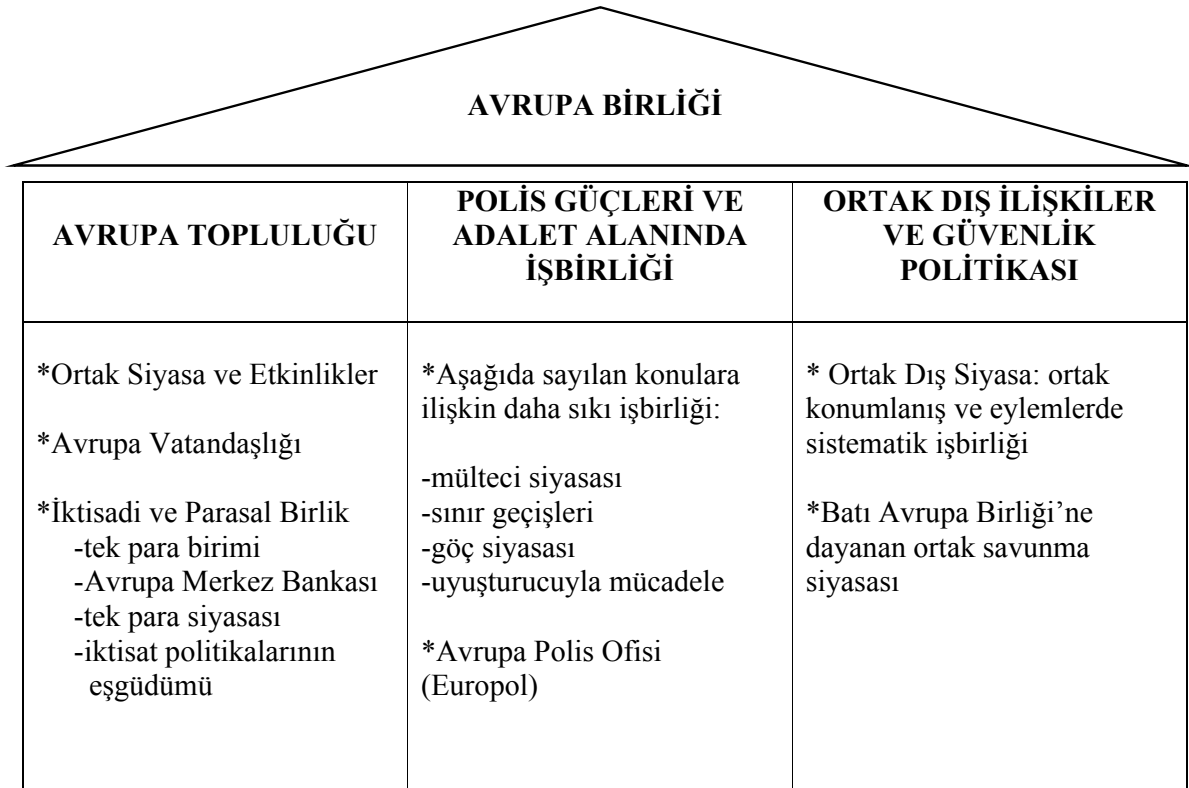 AVRUPA BİRLİĞİ
AVRUPA TOPLULUĞU
POLİS GÜÇLERİ VE
ADALET ALANINDA
İŞBİRLİĞİ
ORTAK DIŞ İLİŞKİLER
VE GÜVENLİK
POLİTİKASI
*Ortak Siyasa ve Etkinlikler
*Avrupa Vatandaşlığı
*İktisadi ve Parasal Birlik
-tek para birimi
-Avrupa Merkez Bankası
-tek para siyasası
-iktisat politikalarının
eşgüdümü
*Aşağıda sayılan konulara
ilişkin daha sıkı işbirliği:
-mülteci siyasası
-sınır geçişleri
-göç siyasası
-uyuşturucuyla mücadele
*Avrupa Polis Ofisi
(Europol)
* Ortak Dış Siyasa: ortak
konumlanış ve eylemlerde
sistematik işbirliği
*Batı Avrupa Birliği’ne
dayanan ortak savunma
siyasası